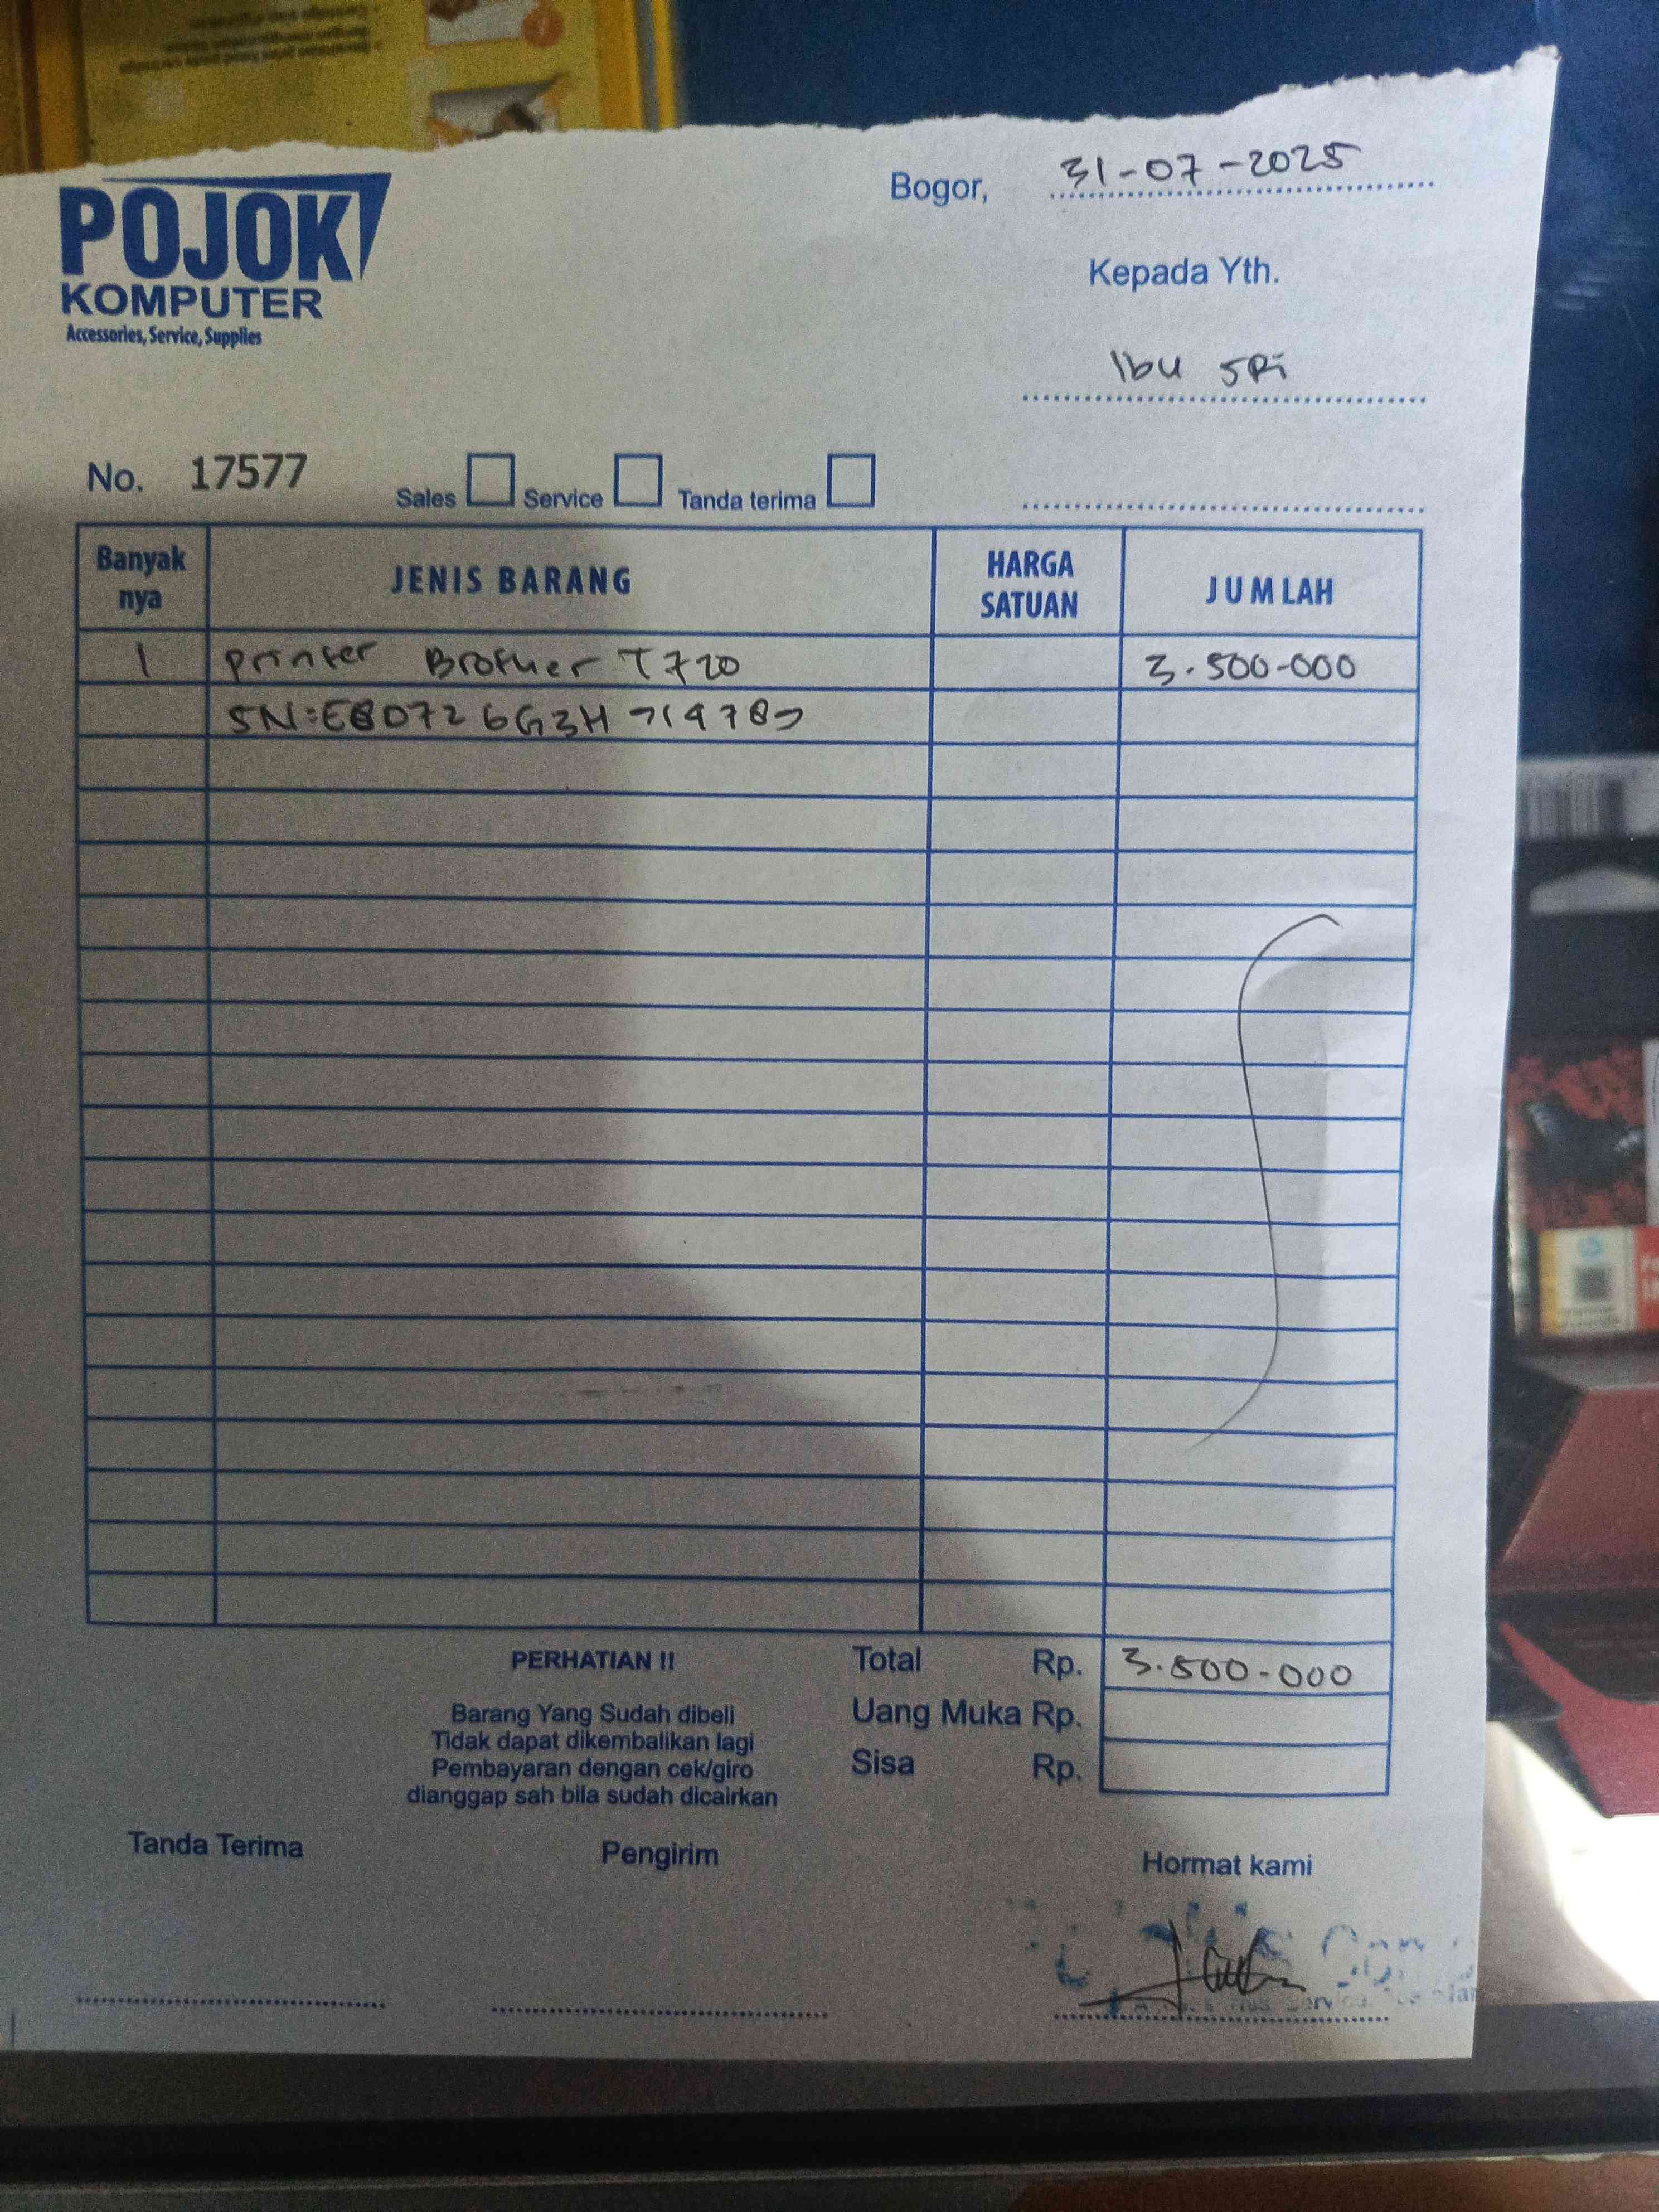 POJOK
KOMPUTER
Accessories, Service, Supplies
Bogor, 31-07-2025
Kepada Yth.
Ibu SRi
No. 17577
Sales Service Tanda terima
Banyak nya JENIS BARANG HARGA SATUAN JUMLAH
1 Printer Brother T720 3.500-000
SN:
PERHATIAN !!
Barang Yang Sudah dibeli
Tidak dapat dikembalikan lagi
Pembayaran dengan cek/giro
dianggap sah bila sudah dicairkan
Total Rp. 3.500-000
Uang Muka Rp.
Sisa Rp.
Tanda Terima Pengirim Hormat kami